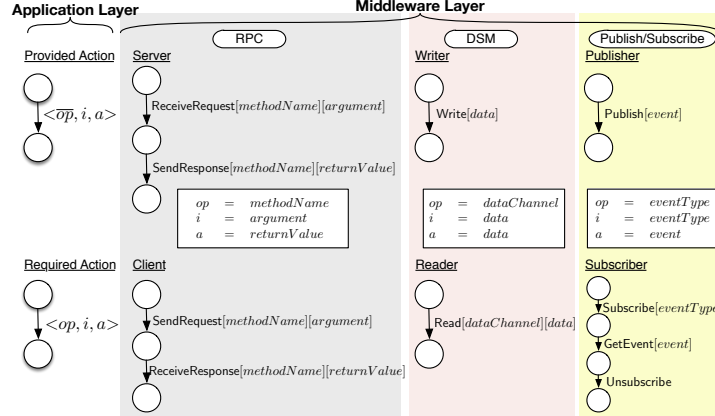 Application Layer
Middleware Layer
RPC
DSM
Publish/Subscribe
Provided Action
Server
Writer
Publisher
<o̅p̅, i, a>
ReceiveRequest[methodName][argument]
Write[data]
Publish[event]
SendResponse[methodName][returnValue]
op = methodName
i = argument
a = returnValue
op = dataChannel
i = data
a = data
op = eventType
i = eventType
a = event
Required Action
Client
Reader
Subscriber
<op, i, a>
SendRequest[methodName][argument]
Read[dataChannel][data]
Subscribe[eventType
GetEvent[event]
ReceiveResponse[methodName][returnValue]
Unsubscribe